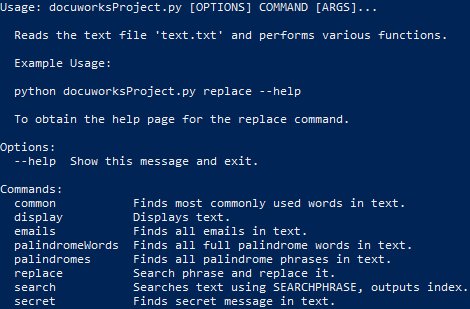 Usage: docuworksProject.py [OPTIONS] COMMAND [ARGS]...
Reads the text file 'text.txt' and performs various functions.
Example Usage:
python docuworksProject.py replace --help
To obtain the help page for the replace command.
Options:
--help  Show this message and exit.
Commands:
common          Finds most commonly used words in text.
display         Displays text.
emails          Finds all emails in text.
palindromeWords  Finds all full palindrome words in text.
palindromes     Finds all palindrome phrases in text.
replace         Search phrase and replace it.
search          Searches text using SEARCHPHRASE, outputs index.
secret          Finds secret message in text.